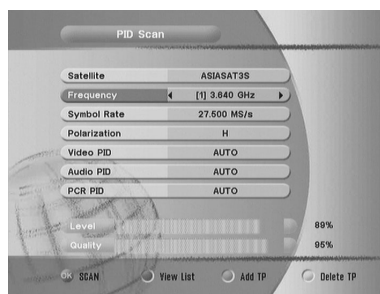 PID Scan
Satellite ASIASAT3S
Frequency [1] 3.640 GHz
Symbol Rate 27.500 MS/s
Polarization H
Video PID AUTO
Audio PID AUTO
PCR PID AUTO
Level 89%
Quality 95%
OK SCAN View List Add TP Delete TP